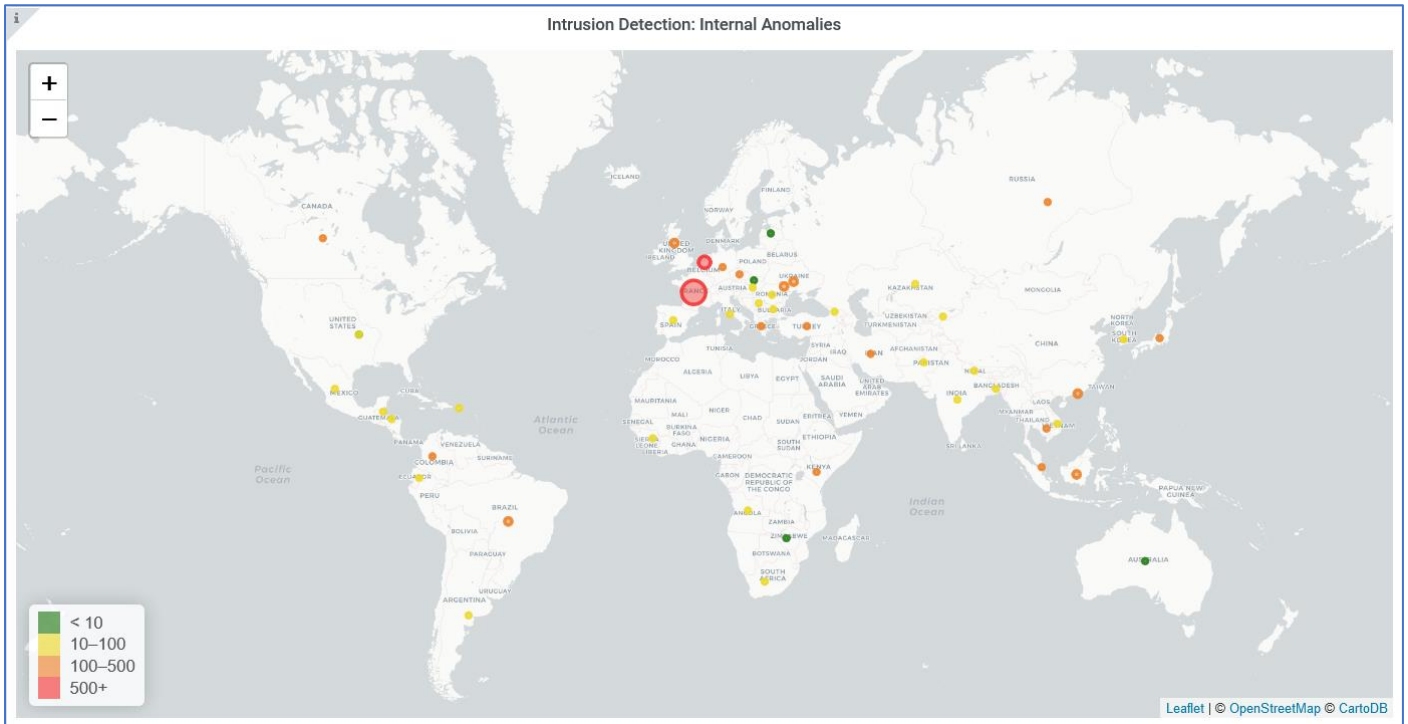 i
Intrusion Detection: Internal Anomalies
+
−
ICELAND
RUSSIA
FINLAND
CANADA
NORWAY
UNITED
KINGDOM
DENMARK
IRELAND
BELARUS
POLAND
BELGIUM
UKRAINE
AUSTRIA
ROMANIA
KAZAKHSTAN
MONGOLIA
ITALY
BULGARIA
UZBEKISTAN
NORTH
KOREA
UNITED
STATES
SPAIN
GREECE
TURKEY
TURKMENISTAN
SOUTH
KOREA
TUNISIA
SYRIA
CHINA
MOROCCO
IRAQ
IRAN
AFGHANISTAN
JORDAN
PAKISTAN
ALGERIA
LIBYA
EGYPT
SAUDI
ARABIA
UNITED
ARAB
EMIRATES
NEPAL
BANGLADESH
TAIWAN
MEXICO
CUBA
INDIA
MAURITANIA
LAOS
MYANMAR
GUATEMALA
Atlantic
Ocean
SENEGAL
MALI
NIGER
CHAD
SUDAN
ERITREA
YEMEN
THAILAND
VIETNAM
BURKINA
FASO
PANAMA
VENEZUELA
SIERRA
LEONE
GHANA
NIGERIA
SOUTH
SUDAN
ETHIOPIA
SRI LANKA
LIBERIA
COLOMBIA
SURINAME
CAMEROON
Pacific
Ocean
ECUADOR
GABON
DEMOCRATIC
REPUBLIC OF
THE CONGO
KENYA
PERU
PAPUA NEW
GUINEA
BRAZIL
Indian
Ocean
ANGOLA
ZAMBIA
BOLIVIA
ZIMBABWE
MADAGASCAR
PARAGUAY
BOTSWANA
AUSTRALIA
SOUTH
AFRICA
URUGUAY
ARGENTINA
< 10
10–100
100–500
500+
Leaflet | © OpenStreetMap © CartoDB